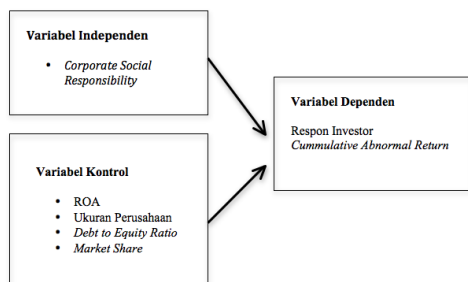 Variabel Independen
• Corporate Social
Responsibility
Variabel Dependen
Respon Investor
Cummulative Abnormal Return
Variabel Kontrol
• ROA
• Ukuran Perusahaan
• Debt to Equity Ratio
• Market Share